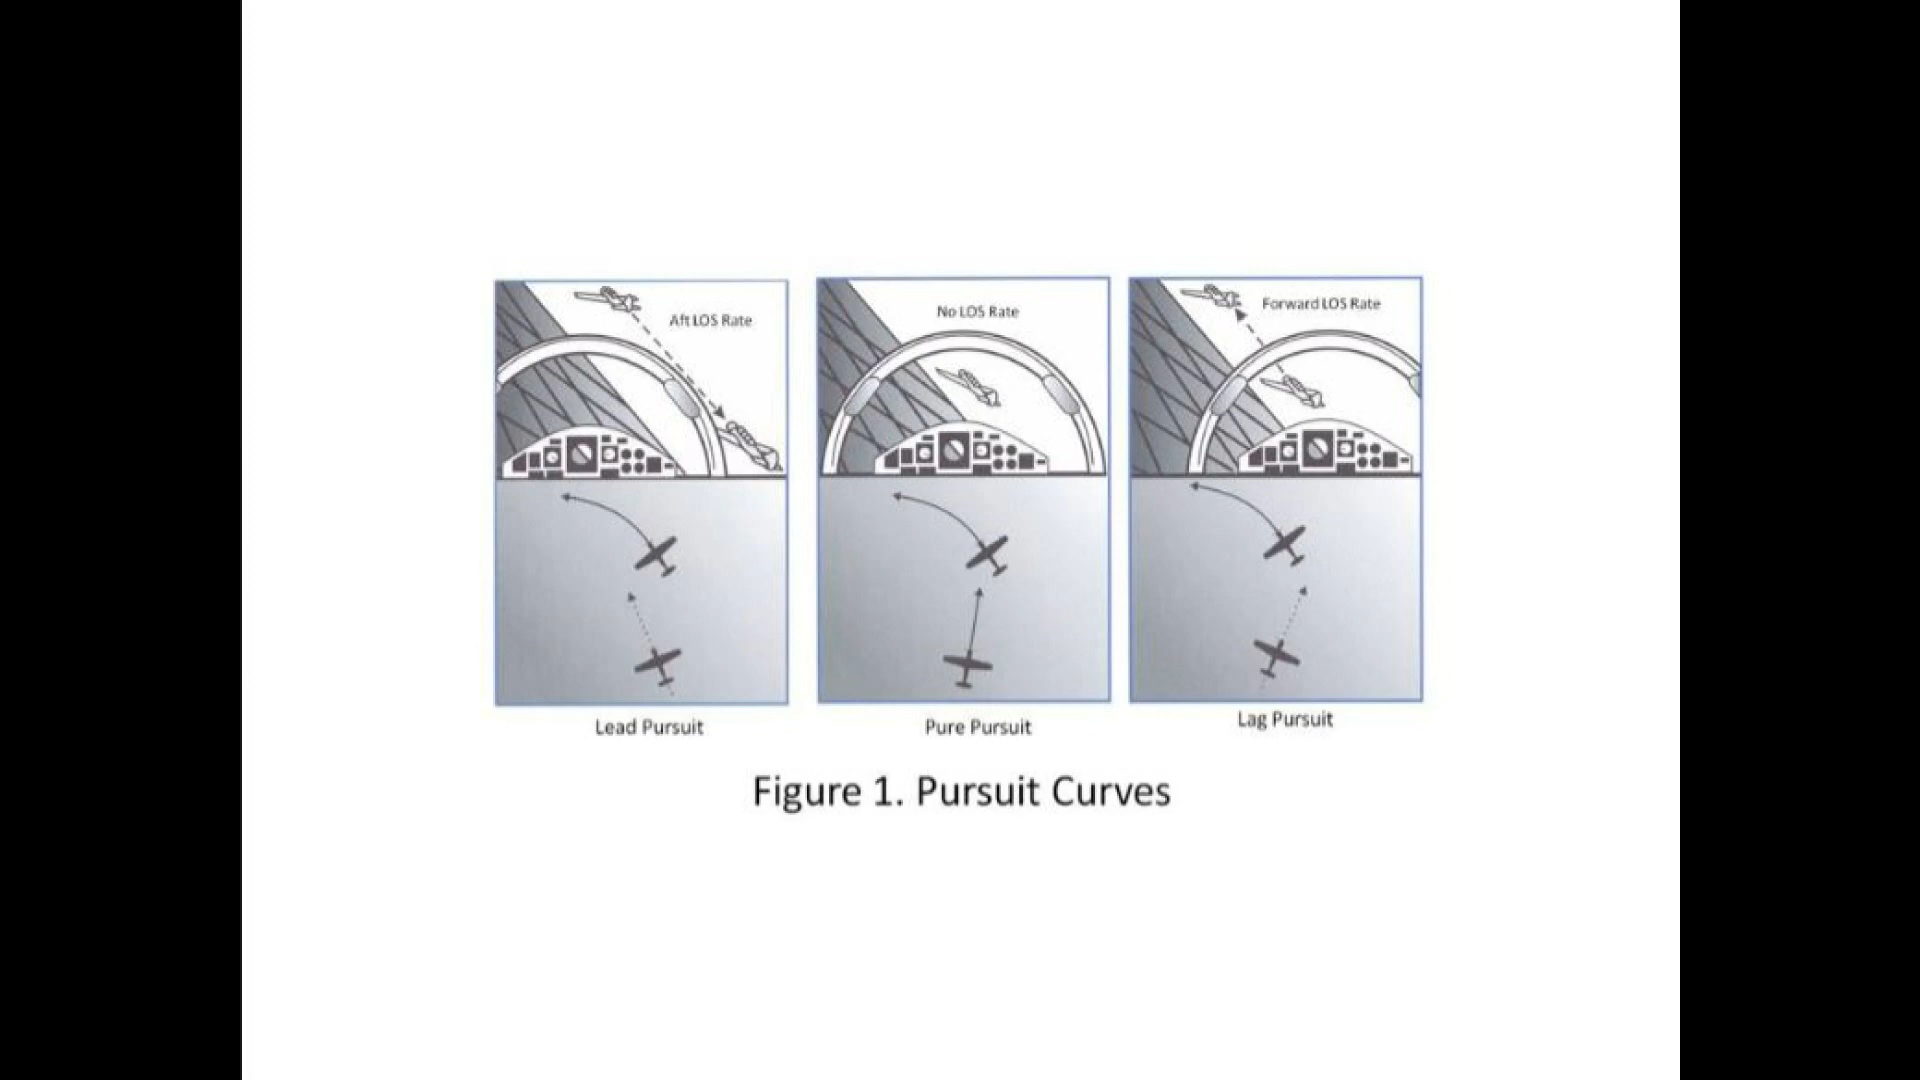 Aft LOS Rate
No LOS Rate
Forward LOS Rate
Lead Pursuit
Pure Pursuit
Lag Pursuit
Figure 1. Pursuit Curves